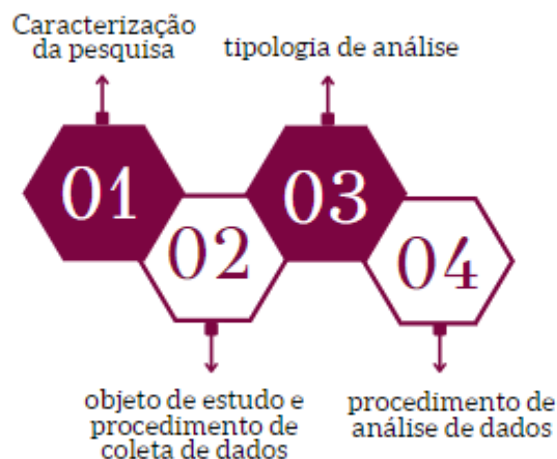 Caracterização
da pesquisa
01
02
objeto de estudo e
procedimento de
coleta de dados
tipologia de análise
03
04
procedimento de
análise de dados